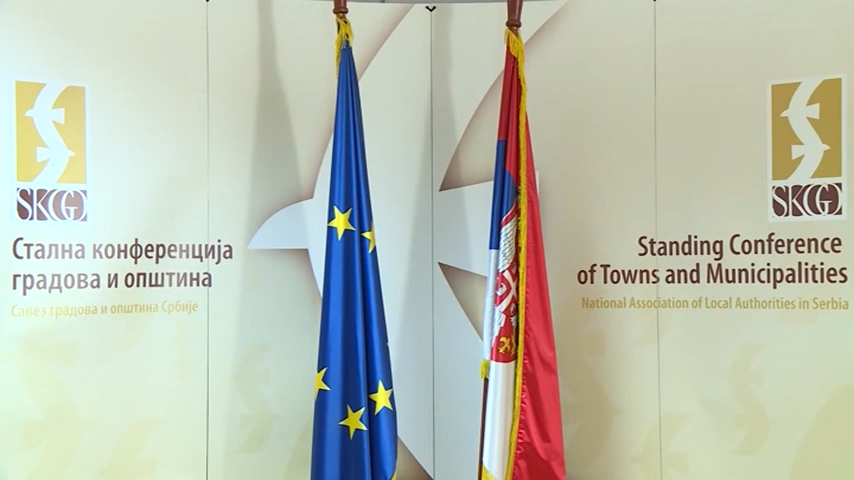 SKGO
Стална конференција
градова и општина
Савез градова и општина Србије
SKGO
Standing Conference
of Towns and Municipalities
National Association of Local Authorities in Serbia